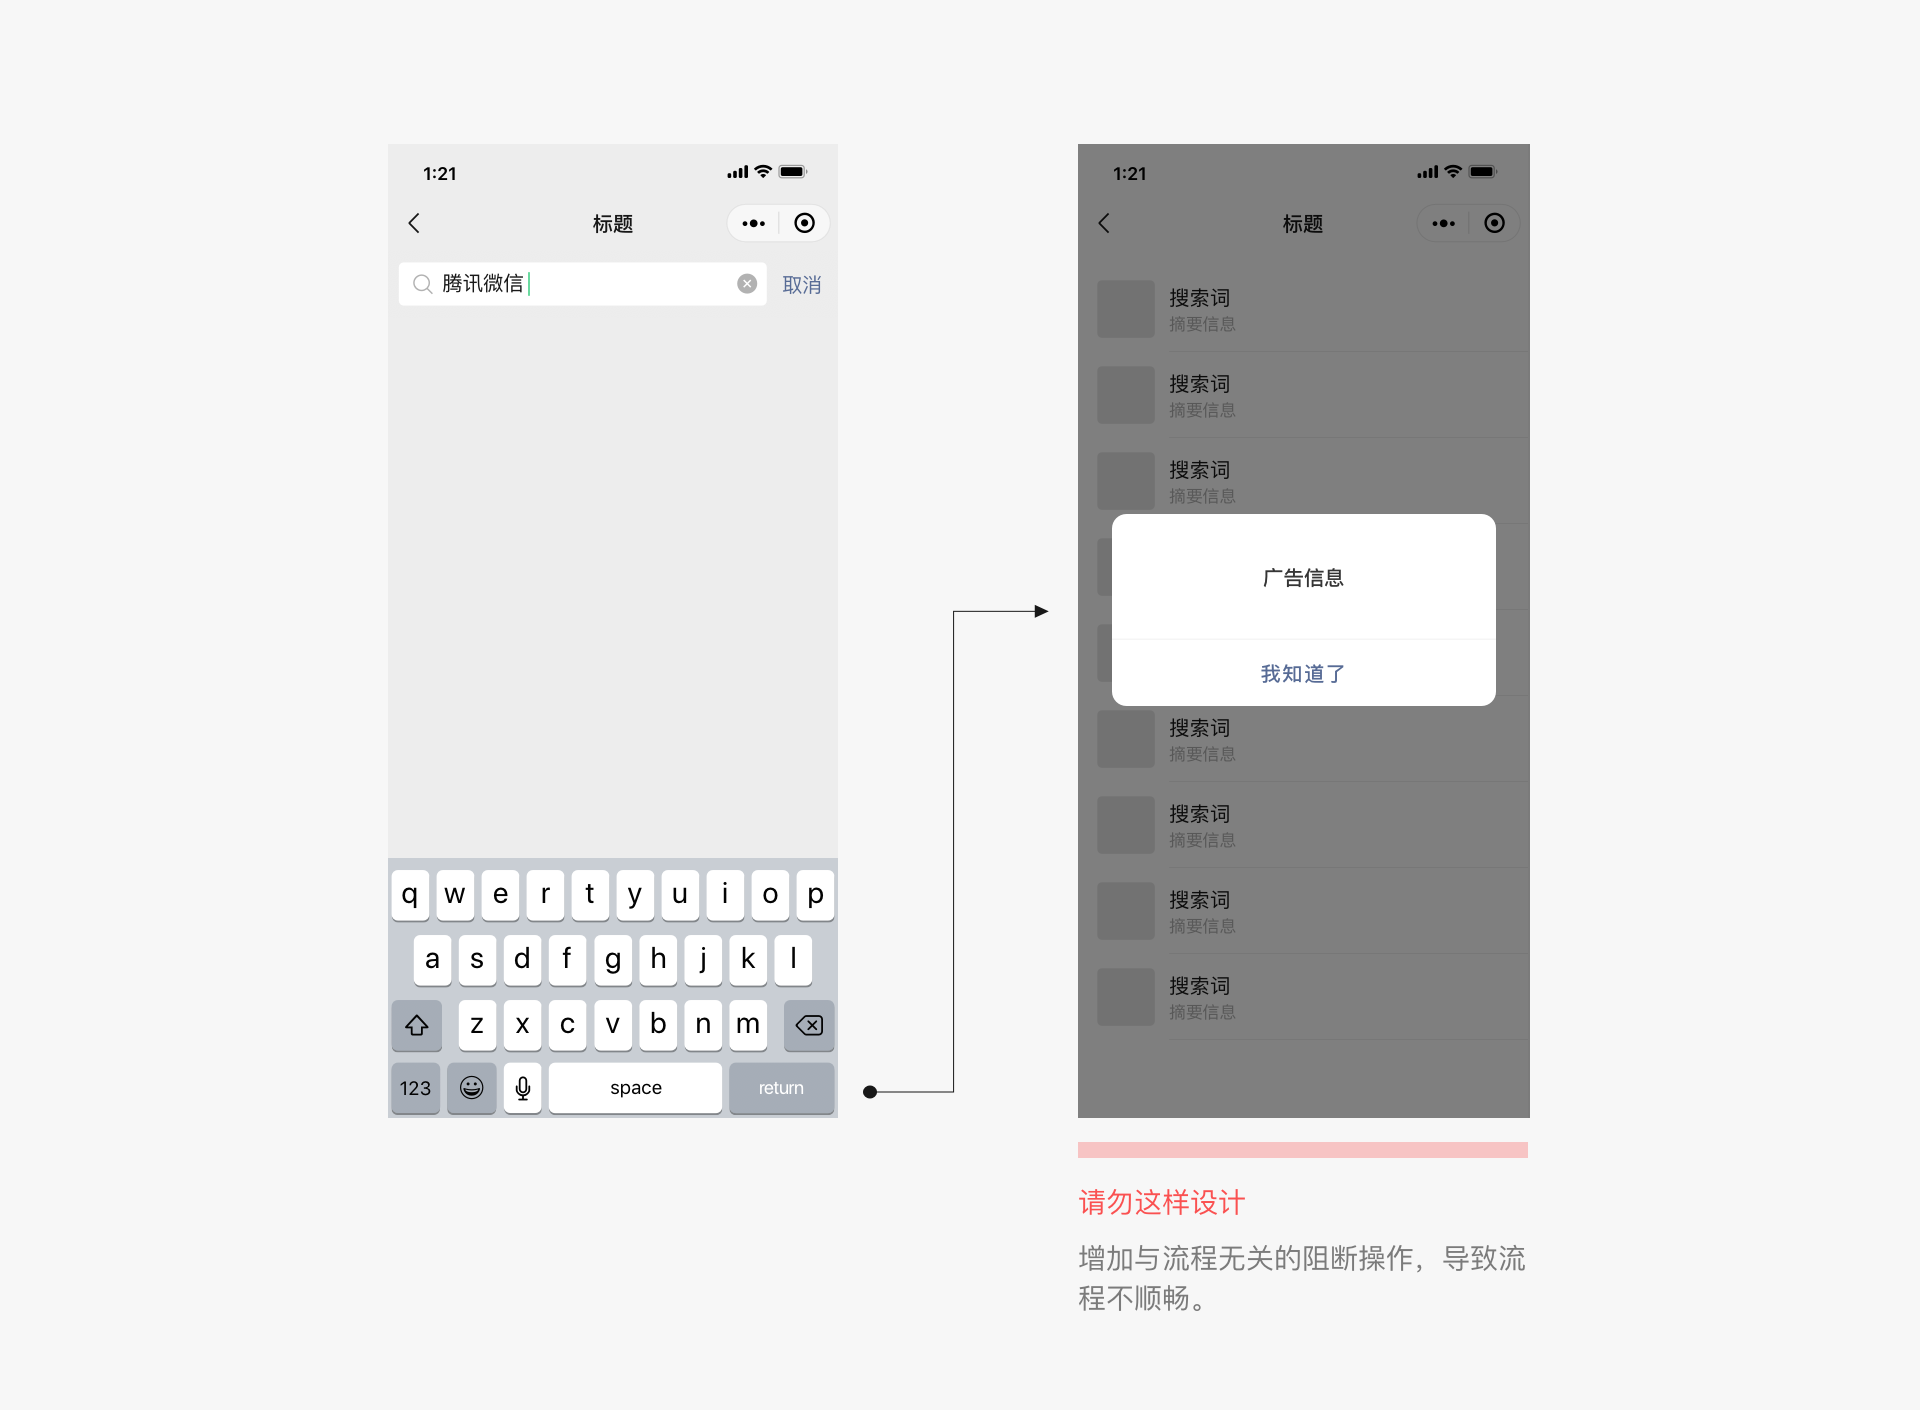 1:21
标题
腾讯微信
取消
q w e r t y u i o p
a s d f g h j k l
z x c v b n m
123 space return
1:21
标题
搜索词
摘要信息
搜索词
摘要信息
搜索词
摘要信息
广告信息
我知道了
搜索词
摘要信息
搜索词
摘要信息
搜索词
摘要信息
搜索词
摘要信息
请勿这样设计
增加与流程无关的阻断操作，导致流
程不顺畅。